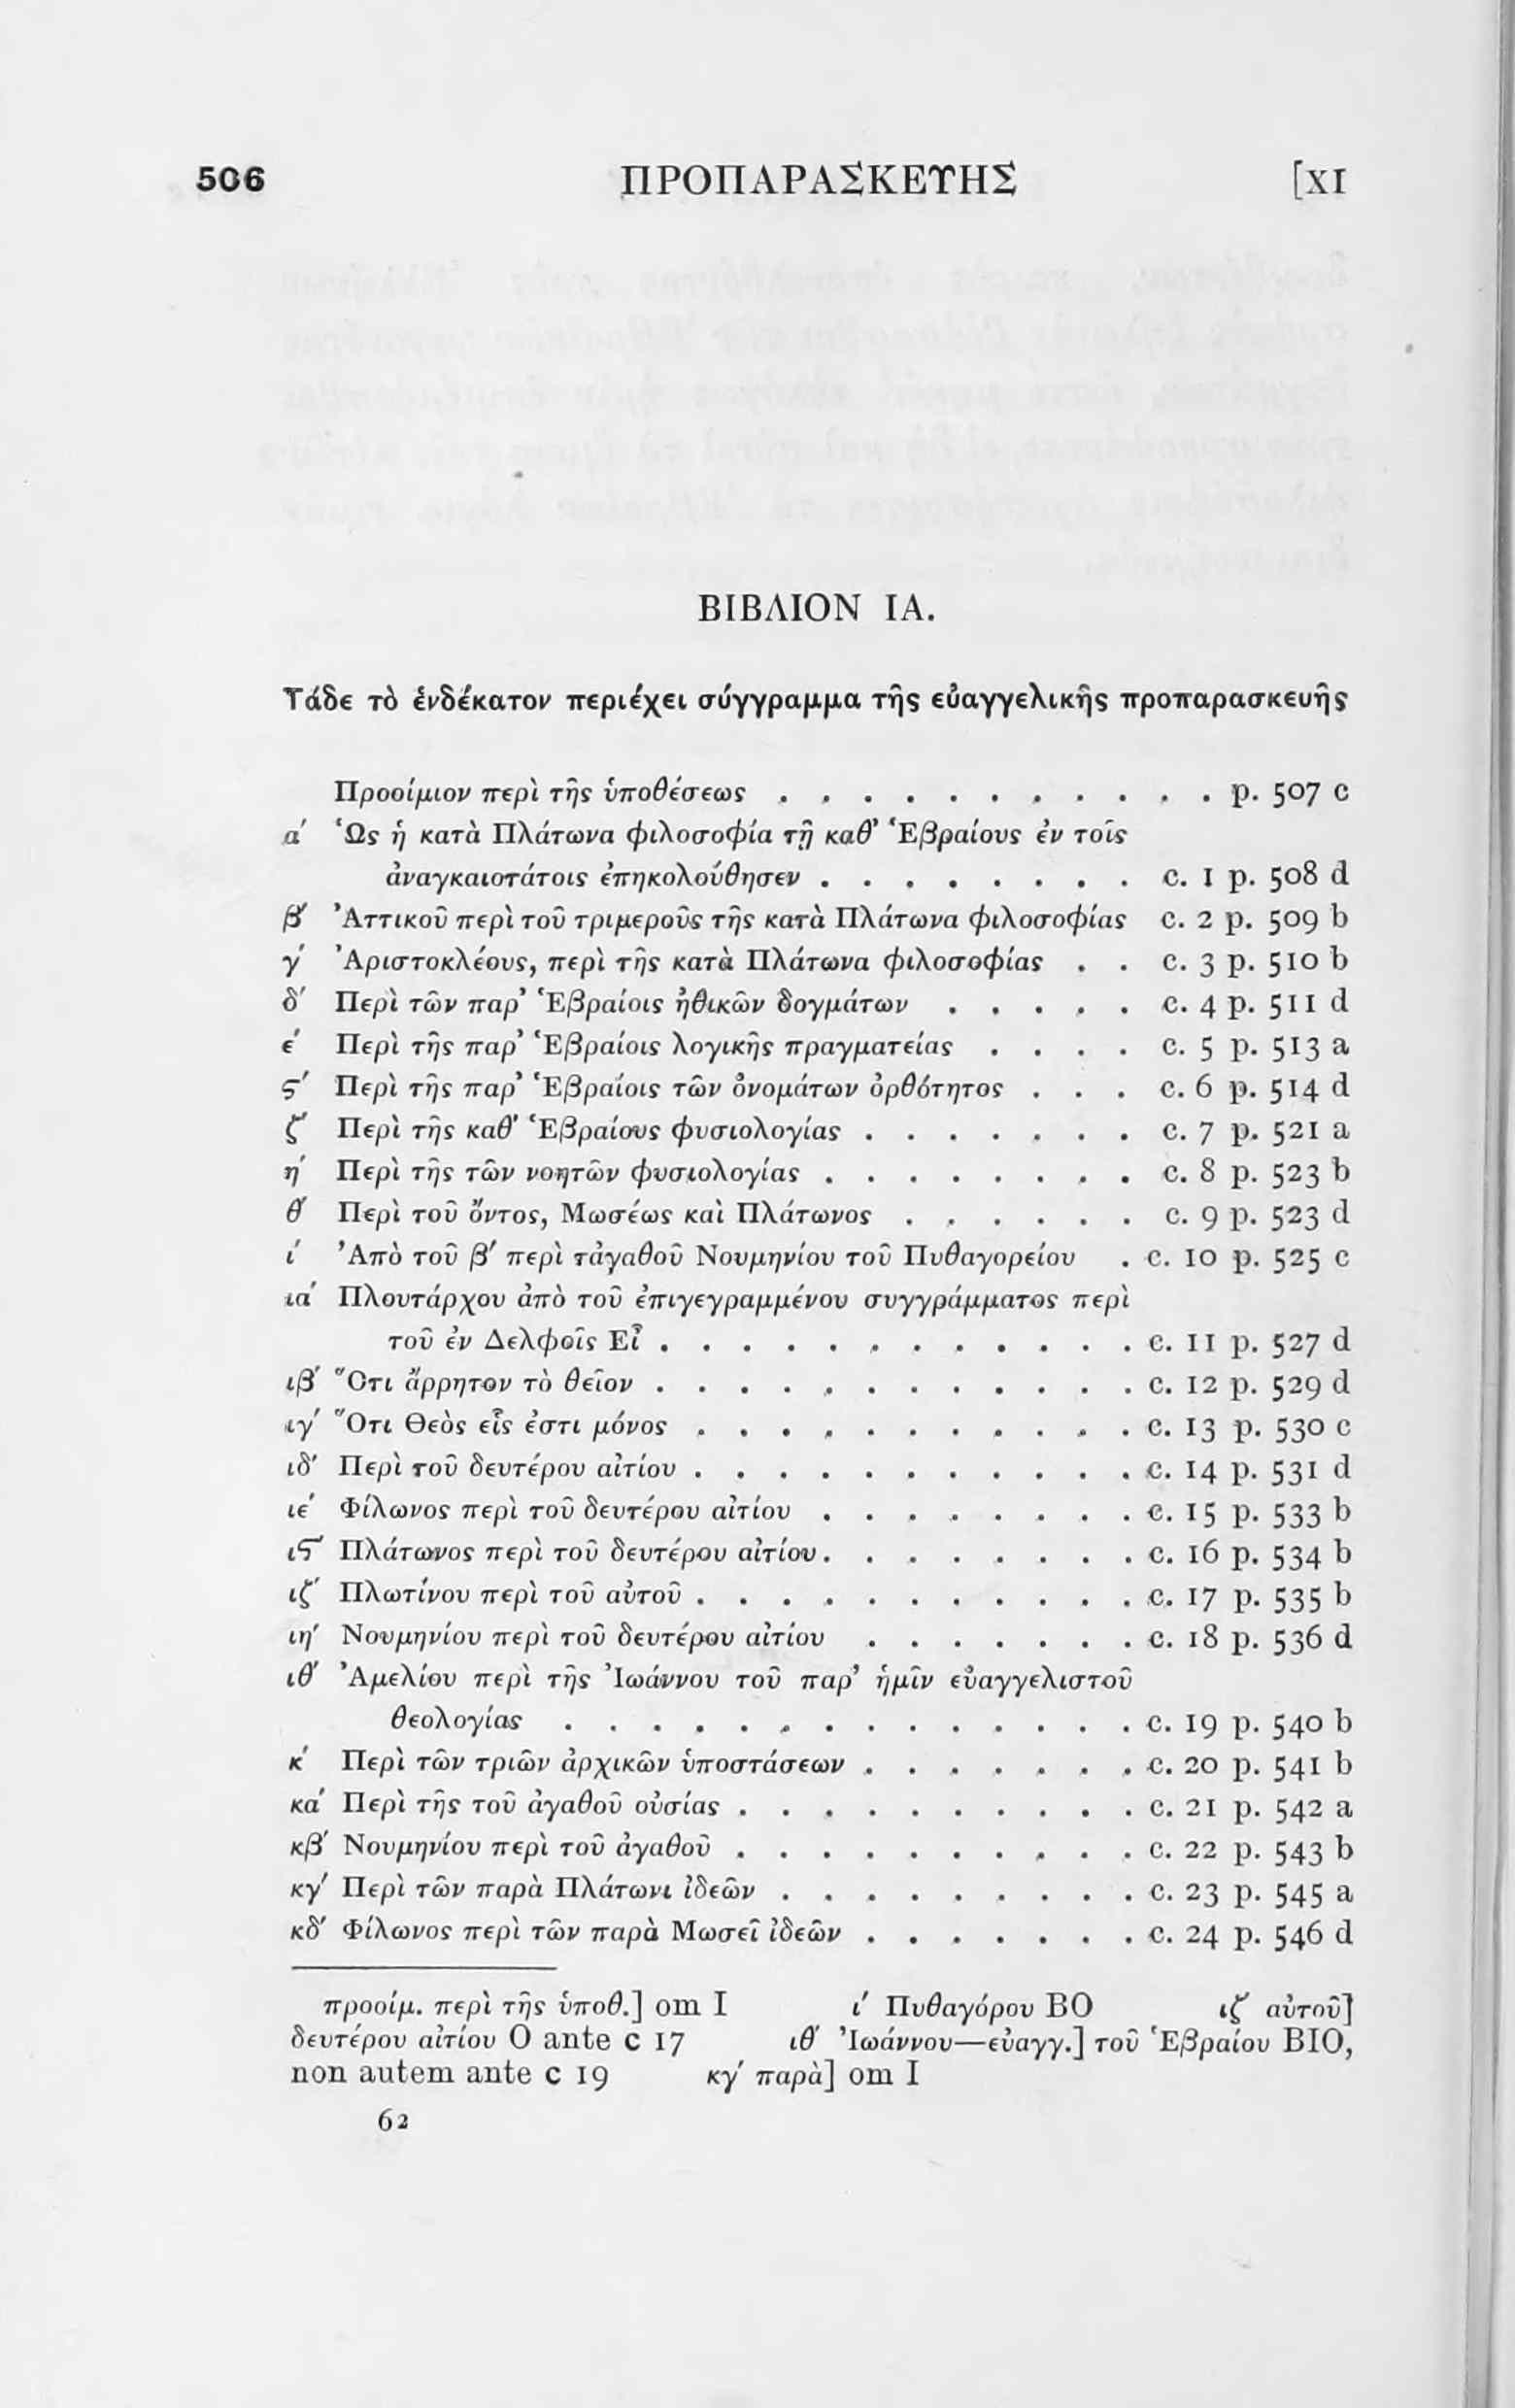 506 ΠΡΟΠΑΡΑΣΚΕΥΗΣ [XI
ΒΙΒΛΙΟΝ ΙΑ.
Τάδε τὸ ἑνδέκατον περιέχει σύγγραμμα τῆς εὐαγγελικῆς προπαρασκευῆς
Προοίμιον περὶ τῆς ὑποθέσεως . . . . . . . . . . . p. 507 c
α′ Ὡς ἡ κατὰ Πλάτωνα φιλοσοφία τῇ καθ’ Ἑβραίους ἐν τοῖς
ἀναγκαιοτάτοις ἐπηκολούθησεν . . . . . . . . c. 1 p. 508 d
β′ Ἀττικοῦ περὶ τοῦ τριμεροῦς τῆς κατὰ Πλάτωνα φιλοσοφίας c. 2 p. 509 b
γ′ Ἀριστοκλέους, περὶ τῆς κατὰ Πλάτωνα φιλοσοφίας . . c. 3 p. 510 b
δ′ Περὶ τῶν παρ’ Ἑβραίοις ἠθικῶν δογμάτων . . . . . c. 4 p. 511 d
ε′ Περὶ τῆς παρ’ Ἑβραίοις λογικῆς πραγματείας . . . . c. 5 p. 513 a
ς′ Περὶ τῆς παρ’ Ἑβραίοις τῶν ὀνομάτων ὀρθότητος . . . c. 6 p. 514 d
ζ′ Περὶ τῆς καθ’ Ἑβραίους φυσιολογίας . . . . . . . c. 7 p. 521 a
η′ Περὶ τῆς τῶν νοητῶν φυσιολογίας . . . . . . . . c. 8 p. 523 b
θ′ Περὶ τοῦ ὄντος, Μωσέως καὶ Πλάτωνος . . . . . . c. 9 p. 523 d
ι′ Ἀπὸ τοῦ β′ περὶ τἀγαθοῦ Νουμηνίου τοῦ Πυθαγορείου . c. 10 p. 525 c
ια′ Πλουτάρχου ἀπὸ τοῦ ἐπιγεγραμμένου συγγράμματος περὶ
τοῦ ἐν Δελφοῖς Εἶ . . . . . . . . . . . . c. 11 p. 527 d
ιβ′ Ὅτι ἄρρητον τὸ θεῖον . . . . . . . . . . . . c. 12 p. 529 d
ιγ′ Ὅτι Θεὸς εἷς ἐστι μόνος . . . . . . . . . . . c. 13 p. 530 c
ιδ′ Περὶ τοῦ δευτέρου αἰτίου . . . . . . . . . . . c. 14 p. 531 d
ιε′ Φίλωνος περὶ τοῦ δευτέρου αἰτίου . . . . . . . . c. 15 p. 533 b
ιϛ′ Πλάτωνος περὶ τοῦ δευτέρου αἰτίου . . . . . . . . c. 16 p. 534 b
ιζ′ Πλωτίνου περὶ τοῦ αὐτοῦ . . . . . . . . . . . c. 17 p. 535 b
ιη′ Νουμηνίου περὶ τοῦ δευτέρου αἰτίου . . . . . . . c. 18 p. 536 d
ιθ′ Ἀμελίου περὶ τῆς Ἰωάννου τοῦ παρ’ ἡμῖν εὐαγγελιστοῦ
θεολογίας . . . . . . . . . . . . . . c. 19 p. 540 b
κ′ Περὶ τῶν τριῶν ἀρχικῶν ὑποστάσεων . . . . . . . c. 20 p. 541 b
κα′ Περὶ τῆς τοῦ ἀγαθοῦ οὐσίας . . . . . . . . . . c. 21 p. 542 a
κβ′ Νουμηνίου περὶ τοῦ ἀγαθοῦ . . . . . . . . . . c. 22 p. 543 b
κγ′ Περὶ τῶν παρὰ Πλάτωνι ἰδεῶν . . . . . . . . . c. 23 p. 545 a
κδ′ Φίλωνος περὶ τῶν παρὰ Μωσεῖ ἰδεῶν . . . . . . . c. 24 p. 546 d
προοίμ. περὶ τῆς ὑποθ.] om I ι′ Πυθαγόρου BO ιζ′ αὐτοῦ]
δευτέρου αἰτίου O ante c 17 ιθ′ Ἰωάννου—εὐαγγ.] τοῦ Ἑβραίου BIO,
non autem ante c 19 κγ′ παρὰ] om I
62